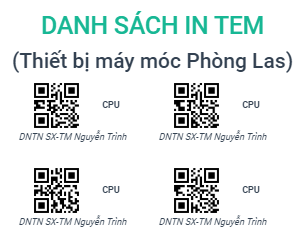 DANH SÁCH IN TEM
(Thiết bị máy móc Phòng Las)
CPU CPU
DNTN SX-TM Nguyễn Trình DNTN SX-TM Nguyễn Trình
CPU CPU
DNTN SX-TM Nguyễn Trình DNTN SX-TM Nguyễn Trình